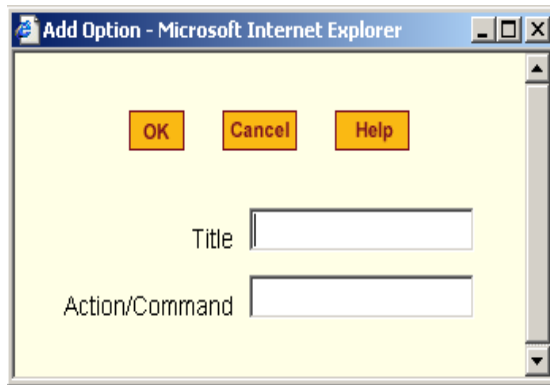 Add Option - Microsoft Internet Explorer
OK Cancel Help
Title
Action/Command